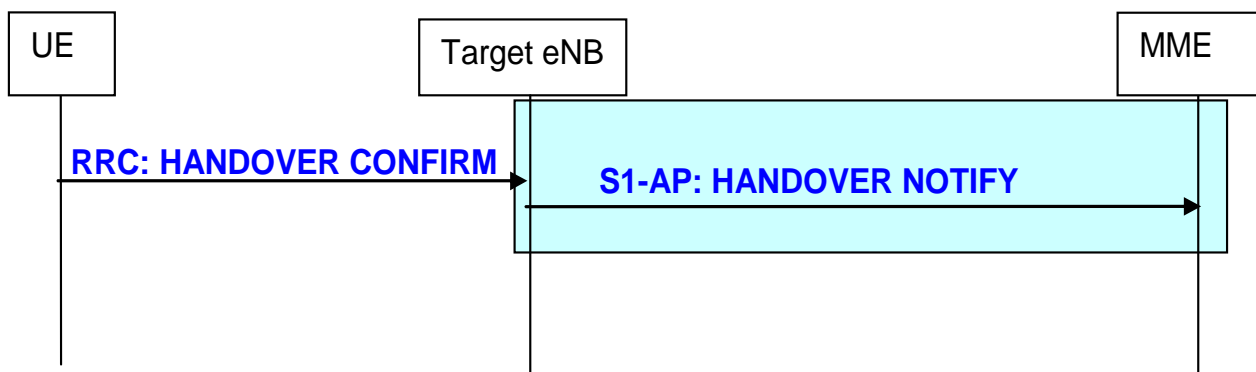 UE
Target eNB
MME
RRC: HANDOVER CONFIRM
S1-AP: HANDOVER NOTIFY